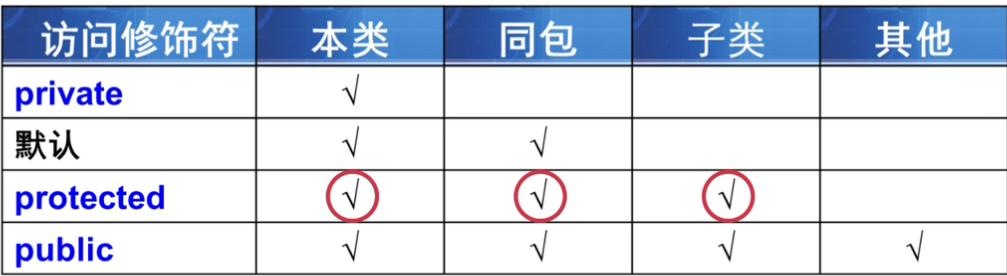 访问修饰符 本类 同包 子类 其他
private √
默认 √ √
protected √ √ √
public √ √ √ √